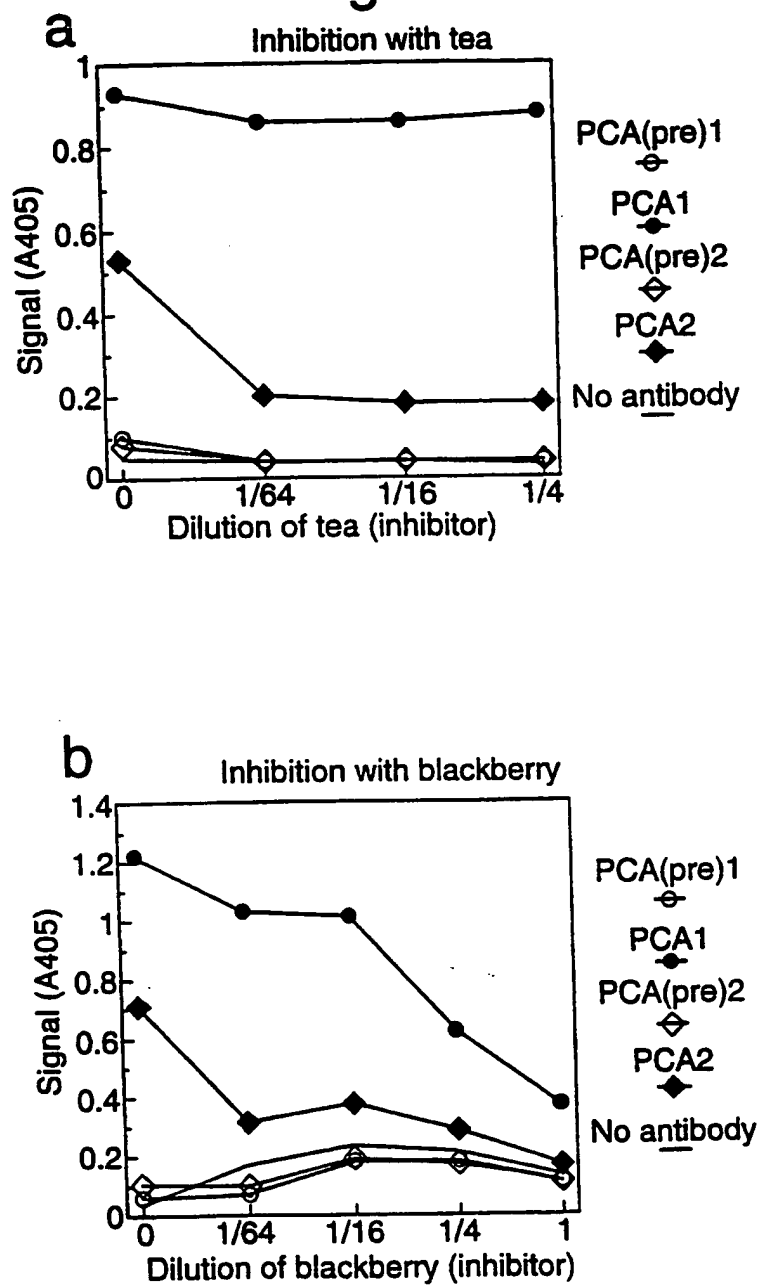 a
Inhibition with tea
1
0.8
0.6
0.4
0.2
0
Signal (A405)
0 1/64 1/16 1/4
Dilution of tea (inhibitor)
PCA(pre)1
PCA1
PCA(pre)2
PCA2
No antibody
b
Inhibition with blackberry
1.4
1.2
1
0.8
0.6
0.4
0.2
0
Signal (A405)
0 1/64 1/16 1/4 1
Dilution of blackberry (inhibitor)
PCA(pre)1
PCA1
PCA(pre)2
PCA2
No antibody